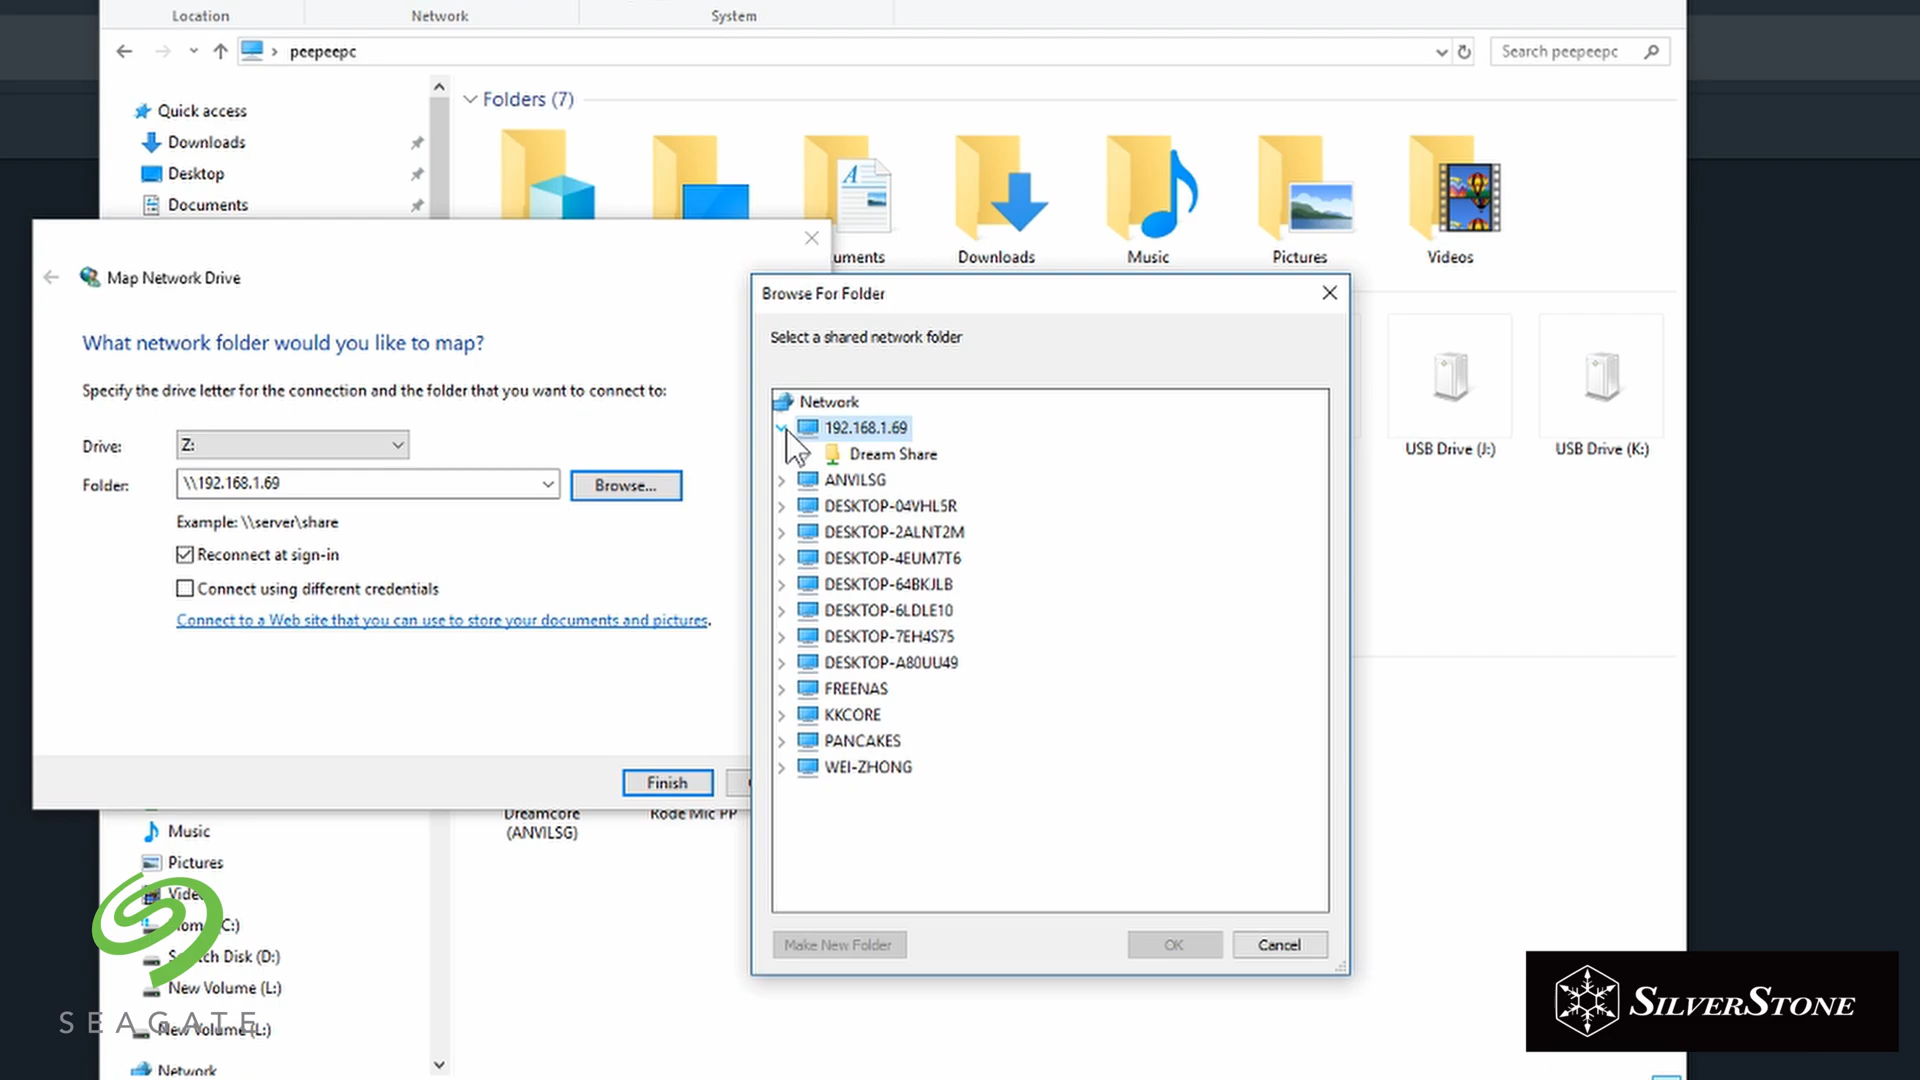 Location
Network
System
peepeepc
Search peepeepc
Quick access
Downloads
Desktop
Documents
Folders (7)
uments
Downloads
Music
Pictures
Videos
Map Network Drive
What network folder would you like to map?
Specify the drive letter for the connection and the folder that you want to connect to:
Drive:
Z:
Folder:
\\192.168.1.69
Browse...
Example: \\server\share
Reconnect at sign-in
Connect using different credentials
Connect to a Web site that you can use to store your documents and pictures.
Finish
Browse For Folder
Select a shared network folder
Network
192.168.1.69
Dream Share
ANVILSG
DESKTOP-04VHL5R
DESKTOP-2ALNT2M
DESKTOP-4EUM7T6
DESKTOP-64BKJLB
DESKTOP-6LDLE10
DESKTOP-7EH4S75
DESKTOP-A80UU49
FREENAS
KKCORE
PANCAKES
WEI-ZHONG
Make New Folder
OK
Cancel
USB Drive (J:)
USB Drive (K:)
Dreamcore
(ANVILSG)
Rode Mic PP
Music
Pictures
Disk (D:)
New Volume (L:)
New Volume (L:)
Network
SEAGATE
SILVERSTONE